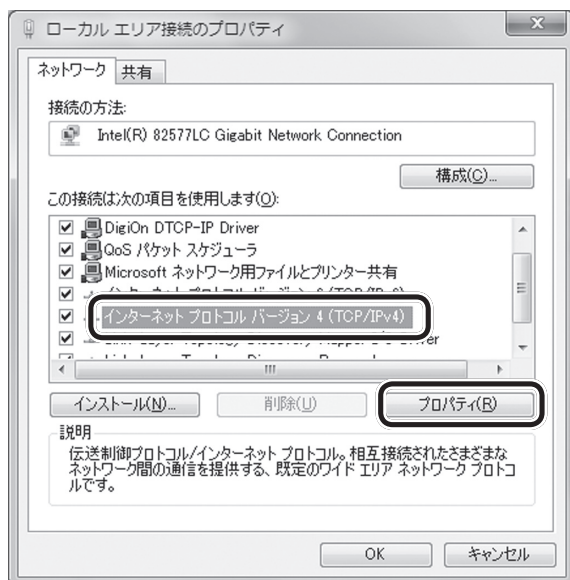 ローカル エリア接続のプロパティ
ネットワーク 共有
接続の方法:
Intel(R) 82577LC Gigabit Network Connection
構成(C)...
この接続は次の項目を使用します(O):
DigiOn DTCP-IP Driver
QoS パケット スケジューラ
Microsoft ネットワーク用ファイルとプリンター共有
インターネット プロトコル バージョン 4 (TCP/IPv4)
インストール(N)... 削除(U) プロパティ(R)
説明
伝送制御プロトコル/インターネット プロトコル。相互接続されたさまざまな
ネットワーク間の通信を提供する、既定のワイド エリア ネットワーク プロトコ
ルです。
OK キャンセル